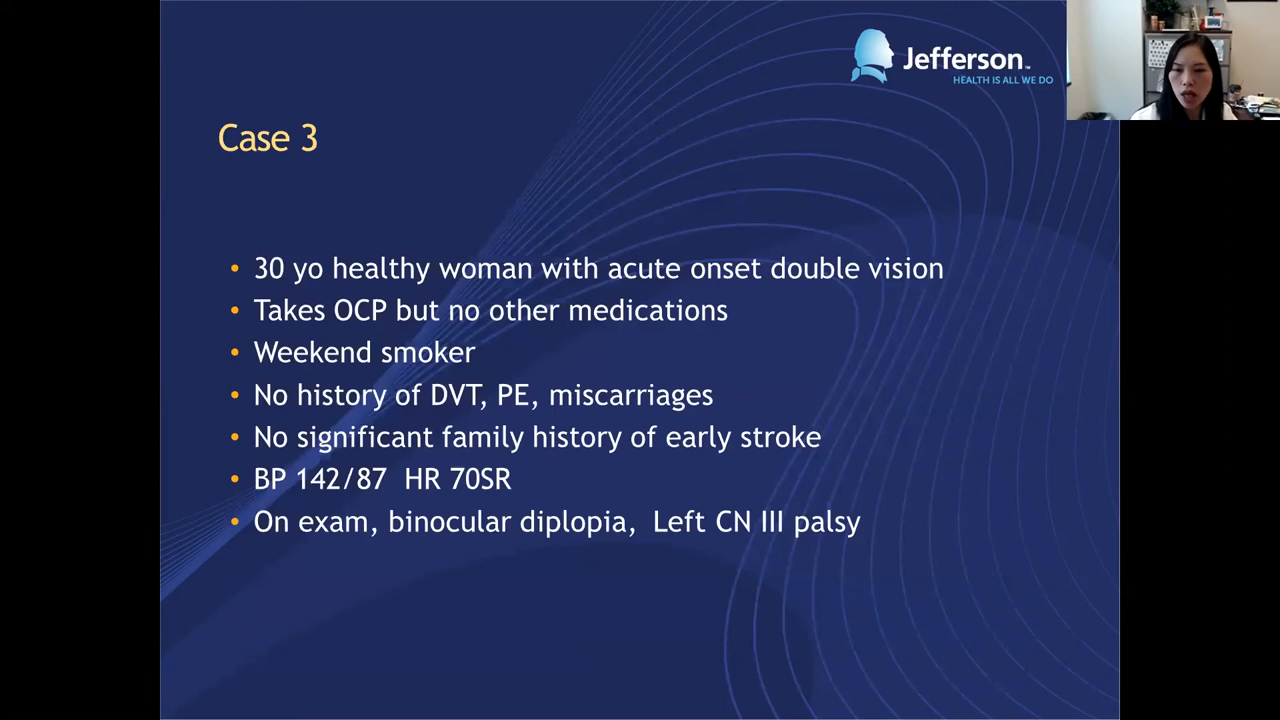 Jefferson™
HEALTH IS ALL WE DO
Case 3
• 30 yo healthy woman with acute onset double vision
• Takes OCP but no other medications
• Weekend smoker
• No history of DVT, PE, miscarriages
• No significant family history of early stroke
• BP 142/87 HR 70SR
• On exam, binocular diplopia, Left CN III palsy